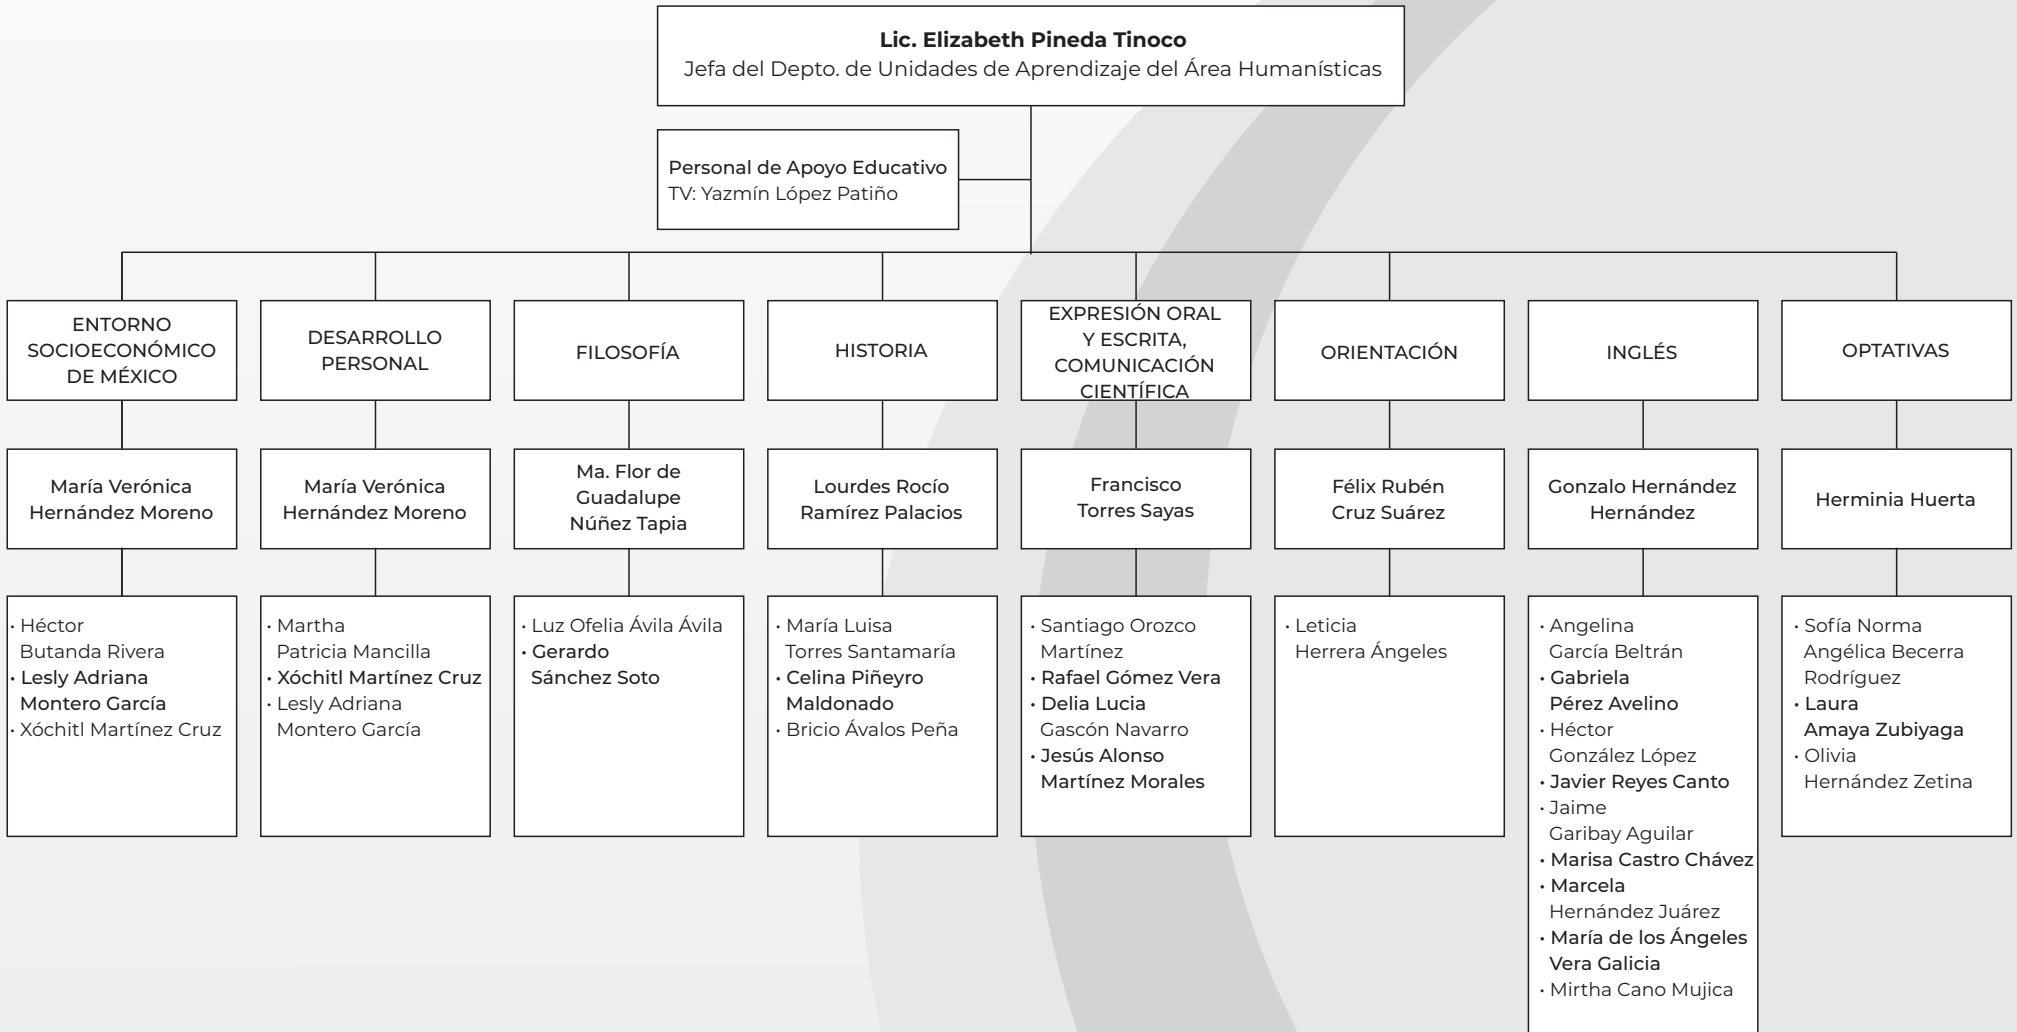 Lic. Elizabeth Pineda Tinoco
Jefa del Depto. de Unidades de Aprendizaje del Área Humanísticas
Personal de Apoyo Educativo
TV: Yazmín López Patiño
ENTORNO
SOCIOECONÓMICO
DE MÉXICO
DESARROLLO
PERSONAL
FILOSOFÍA
HISTORIA
EXPRESIÓN ORAL
Y ESCRITA,
COMUNICACIÓN
CIENTÍFICA
ORIENTACIÓN
INGLÉS
OPTATIVAS
María Verónica
Hernández Moreno
María Verónica
Hernández Moreno
Ma. Flor de
Guadalupe
Núñez Tapia
Lourdes Rocío
Ramírez Palacios
Francisco
Torres Sayas
Félix Rubén
Cruz Suárez
Gonzalo Hernández
Hernández
Herminia Huerta
· Héctor
Butanda Rivera
· Lesly Adriana
Montero García
· Xóchitl Martínez Cruz
· Martha
Patricia Mancilla
· Xóchitl Martínez Cruz
· Lesly Adriana
Montero García
· Luz Ofelia Ávila Ávila
· Gerardo
Sánchez Soto
· María Luisa
Torres Santamaría
· Celina Piñeyro
Maldonado
· Bricio Ávalos Peña
· Santiago Orozco
Martínez
· Rafael Gómez Vera
· Delia Lucia
Gascón Navarro
· Jesús Alonso
Martínez Morales
· Leticia
Herrera Ángeles
· Angelina
García Beltrán
· Gabriela
Pérez Avelino
· Héctor
González López
· Javier Reyes Canto
· Jaime
Garibay Aguilar
· Marisa Castro Chávez
· Marcela
Hernández Juárez
· María de los Ángeles
Vera Galicia
· Mirtha Cano Mujica
· Sofía Norma
Angélica Becerra
Rodríguez
· Laura
Amaya Zubiyaga
· Olivia
Hernández Zetina